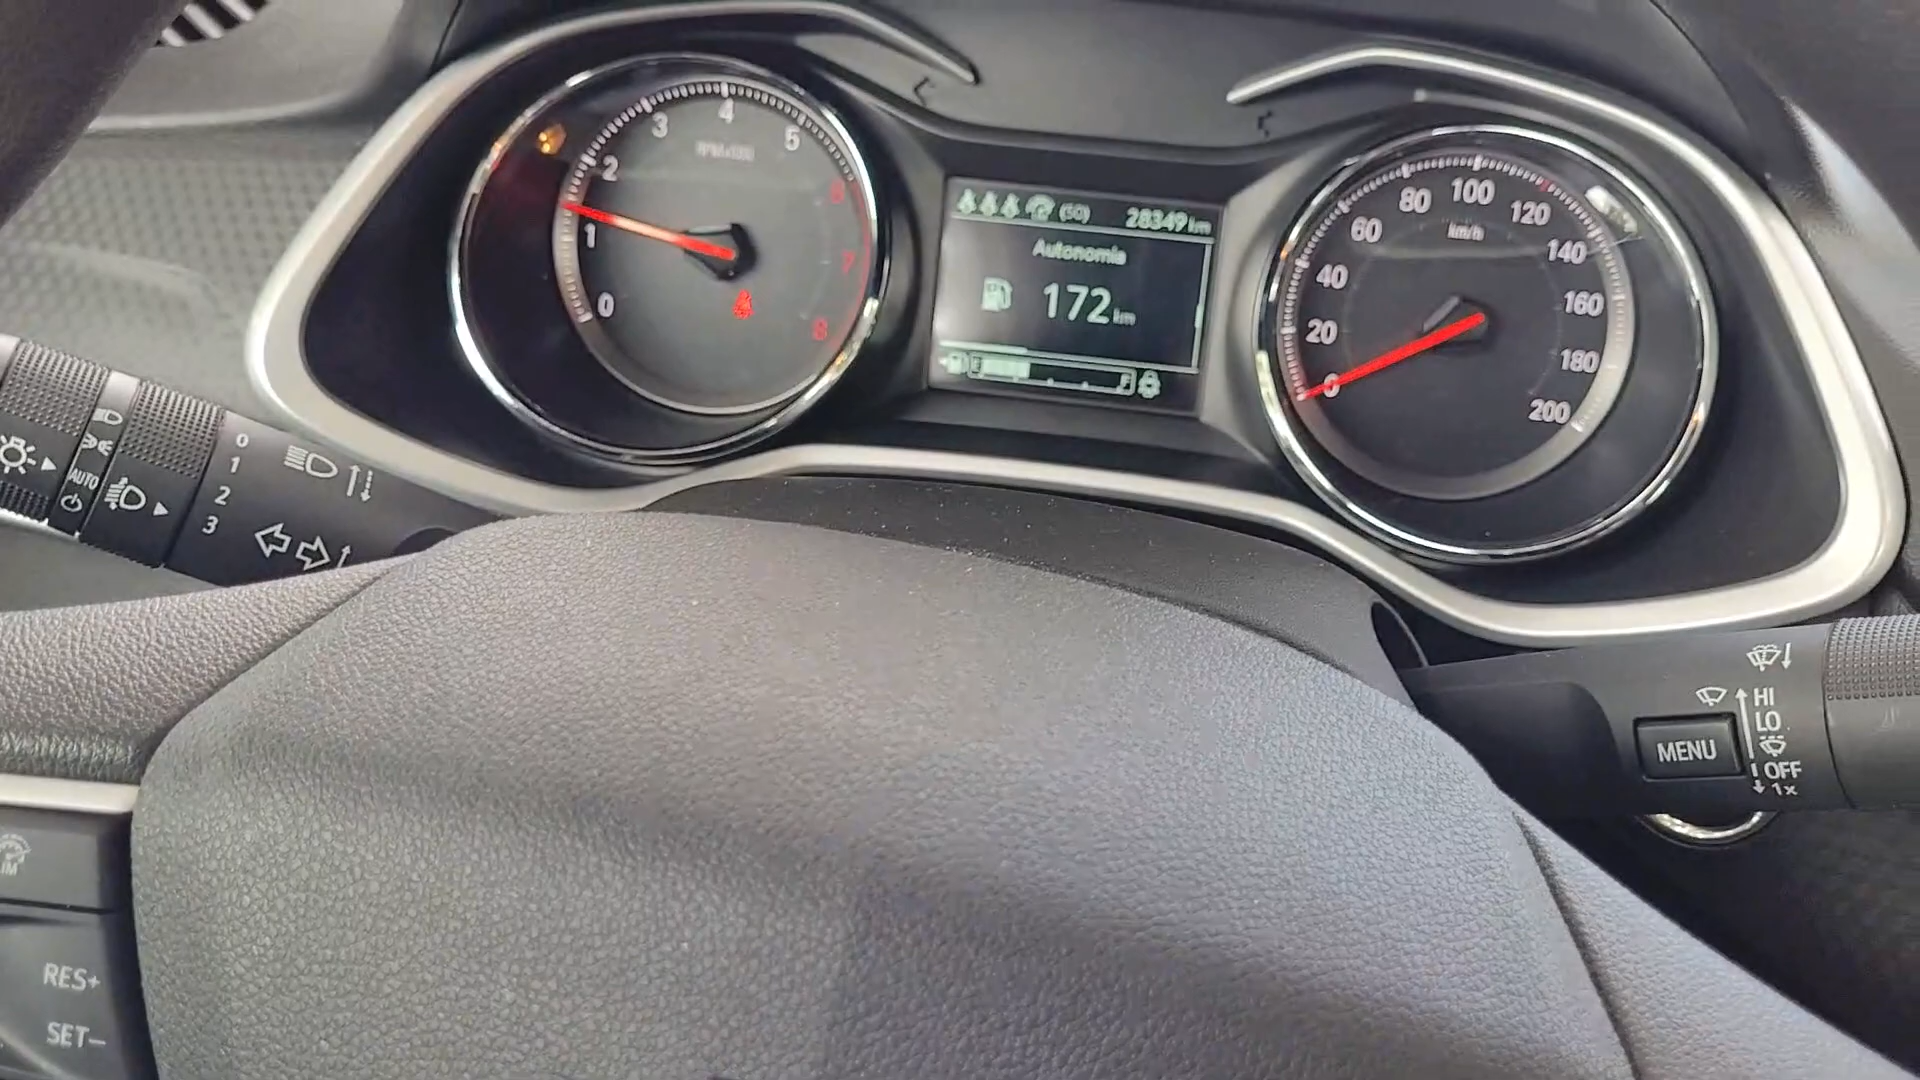 4
3
5
2
RPMx1000
6
1
7
0
8
(50) 28349 km
Autonomia
172 km
E F
100
80
120
60
km/h
140
40
160
20
180
0
200
0
1
AUTO
2
3
HI
LO
MENU
OFF
1x
LIM
RES+
SET−